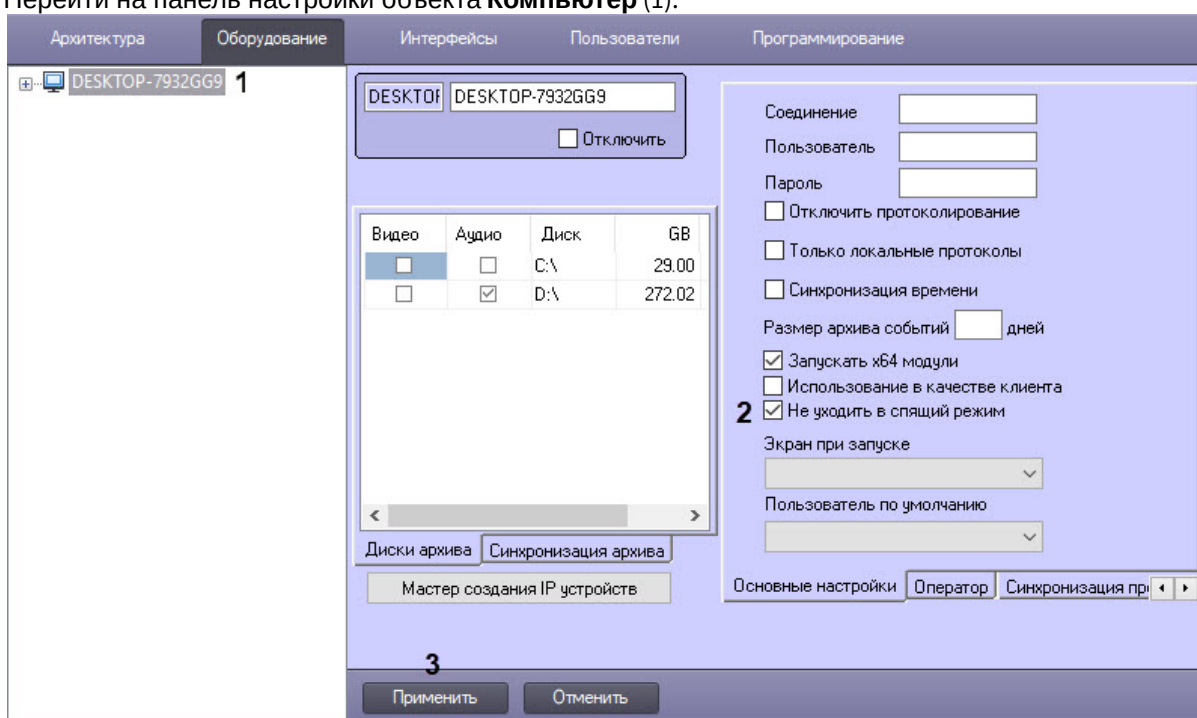 Перейти на панель настройки объекта Компьютер (1).
Архитектура Оборудование Интерфейсы Пользователи Программирование
DESKTOP-7932GG9 1
DESKTOP DESKTOP-7932GG9
Отключить
Видео Аудио Диск GB
C:\ 29.00
D:\ 272.02
Диски архива Синхронизация архива
Мастер создания IP устройств
Соединение
Пользователь
Пароль
Отключить протоколирование
Только локальные протоколы
Синхронизация времени
Размер архива событий дней
Запускать x64 модули
Использование в качестве клиента
2 Не уходить в спящий режим
Экран при запуске
Пользователь по умолчанию
Основные настройки Оператор Синхронизация пр
3
Применить Отменить